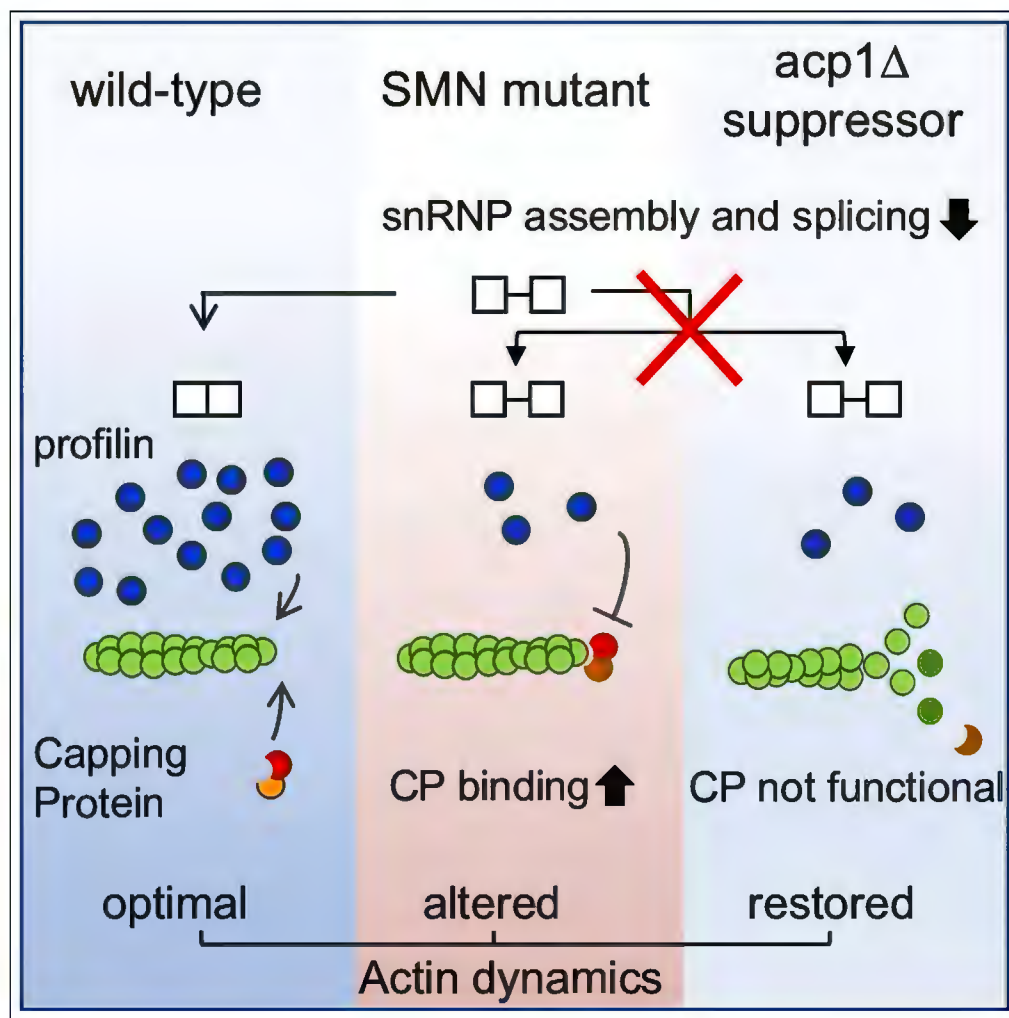 wild-type
SMN mutant
acp1Δ
suppressor
snRNP assembly and splicing
profilin
Capping
Protein
CP binding
CP not functional
optimal
altered
restored
Actin dynamics